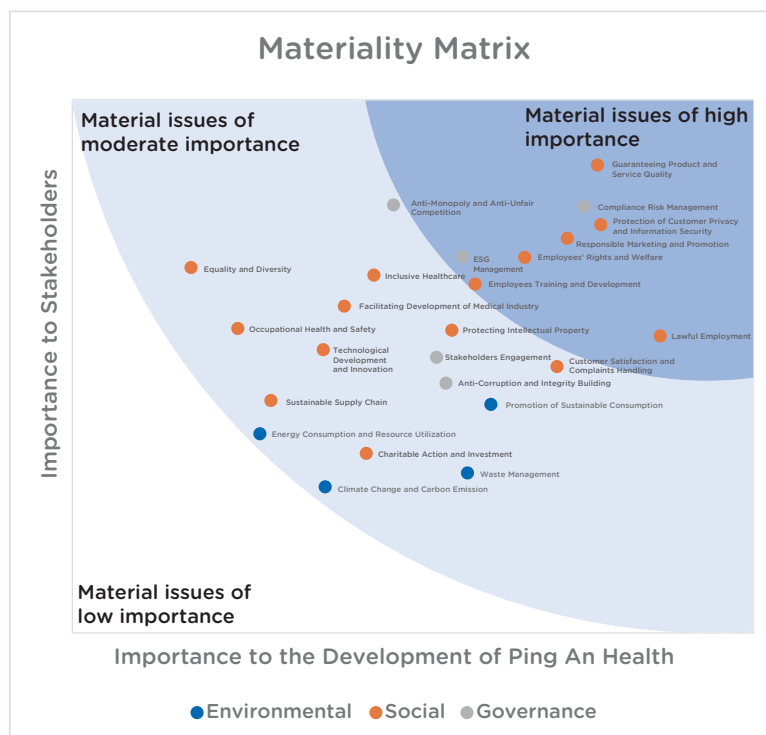 Materiality Matrix
Material issues of
moderate importance
Material issues of high
importance
Guaranteeing Product and
Service Quality
Anti-Monopoly and Anti-Unfair
Competition
Compliance Risk Management
Protection of Customer Privacy
and Information Security
Responsible Marketing and Promotion
ESG
Management
Employees' Rights and Welfare
Equality and Diversity
Inclusive Healthcare
Employees Training and Development
Facilitating Development of Medical Industry
Occupational Health and Safety
Protecting Intellectual Property
Lawful Employment
Technological
Development
and Innovation
Stakeholders Engagement
Customer Satisfaction and
Complaints Handling
Anti-Corruption and Integrity Building
Sustainable Supply Chain
Promotion of Sustainable Consumption
Energy Consumption and Resource Utilization
Charitable Action and Investment
Waste Management
Climate Change and Carbon Emission
Material issues of
low importance
Importance to Stakeholders
Importance to the Development of Ping An Health
Environmental
Social
Governance